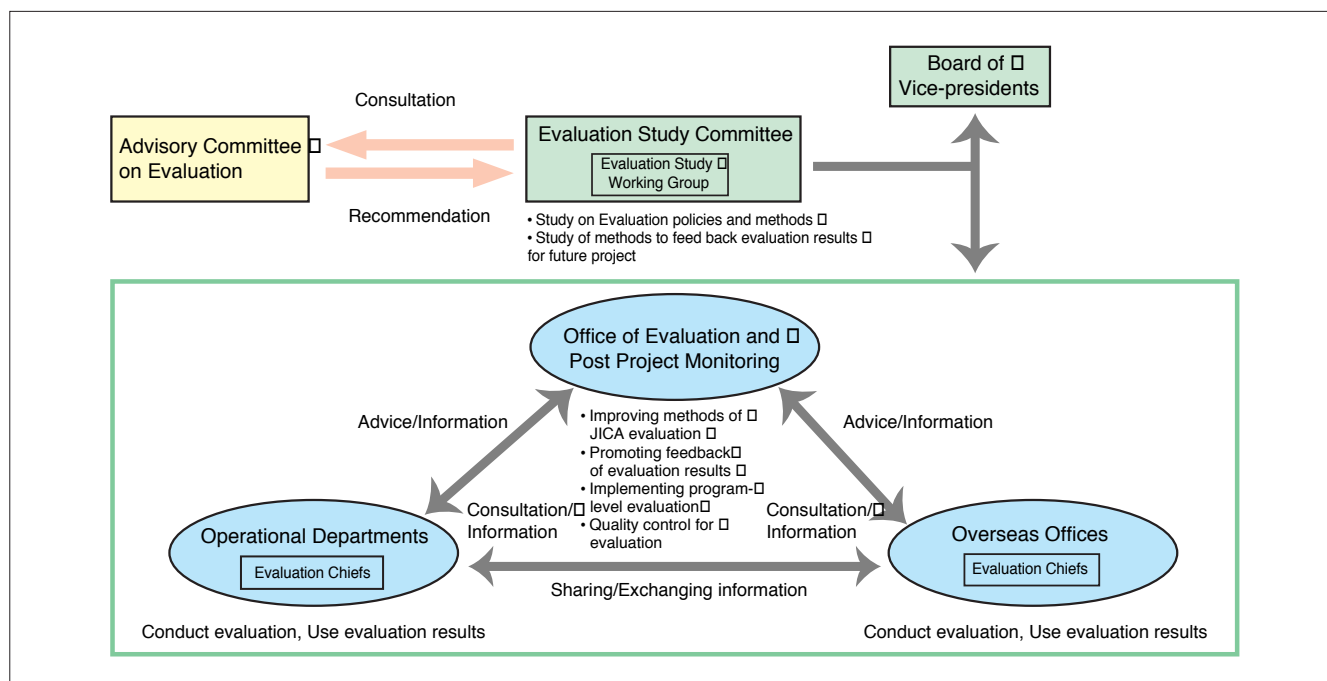 Board of
Vice-presidents
Consultation
Advisory Committee
on Evaluation
Evaluation Study Committee
Evaluation Study
Working Group
Recommendation
• Study on Evaluation policies and methods
• Study of methods to feed back evaluation results
for future project
Office of Evaluation and
Post Project Monitoring
Advice/Information
Advice/Information
• Improving methods of
JICA evaluation
• Promoting feedback
of evaluation results
• Implementing program-
level evaluation
• Quality control for
evaluation
Consultation/
Information
Consultation/
Information
Operational Departments
Evaluation Chiefs
Overseas Offices
Evaluation Chiefs
Sharing/Exchanging information
Conduct evaluation, Use evaluation results
Conduct evaluation, Use evaluation results